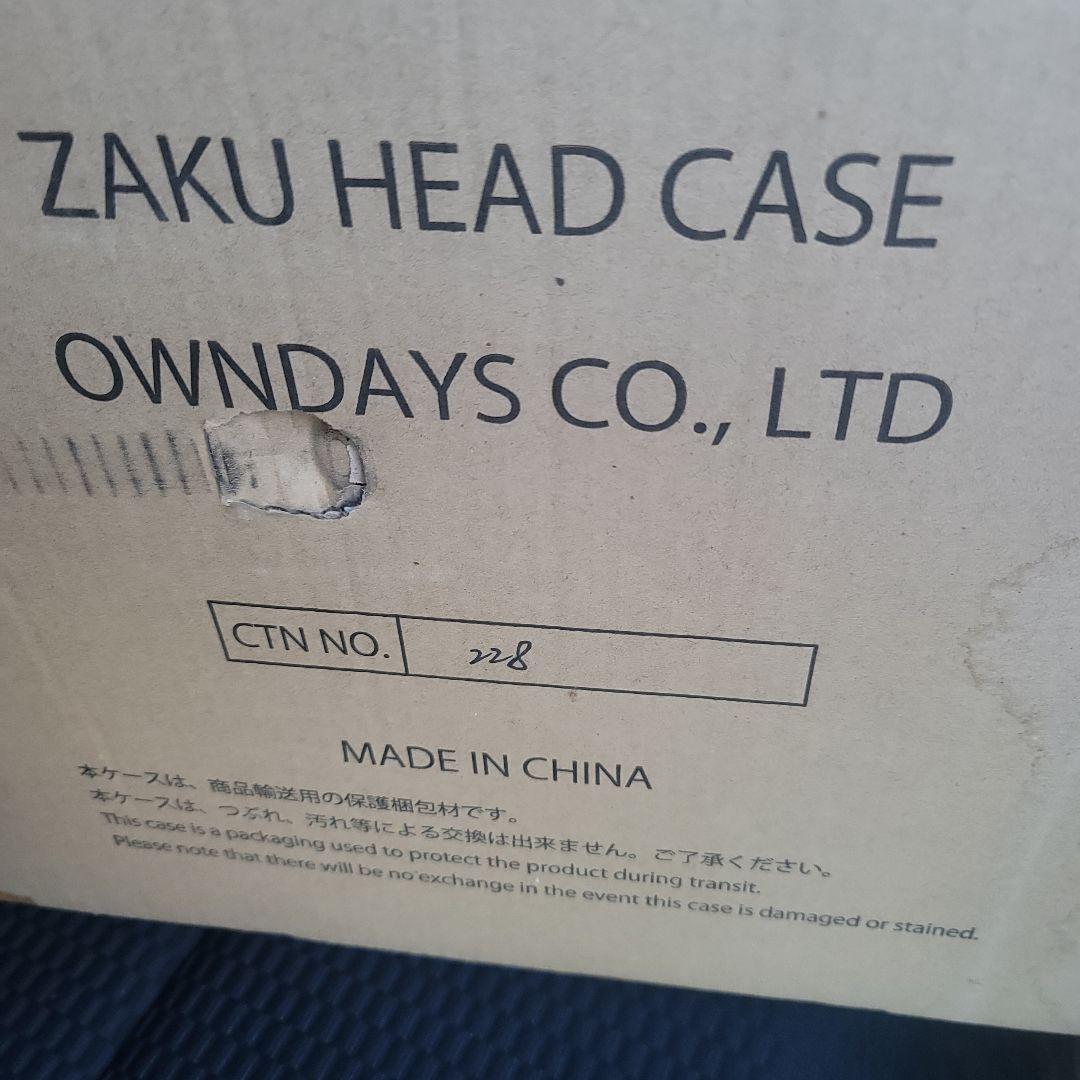 ZAKU HEAD CASE
OWNDAYS CO., LTD
CTN NO. 228
MADE IN CHINA
本ケースは、商品輸送用の保護梱包材です。
本ケースは、つぶれ、汚れ等による交換は出来ません。ご了承ください。
This case is a packaging used to protect the product during transit.
Please note that there will be no exchange in the event this case is damaged or stained.